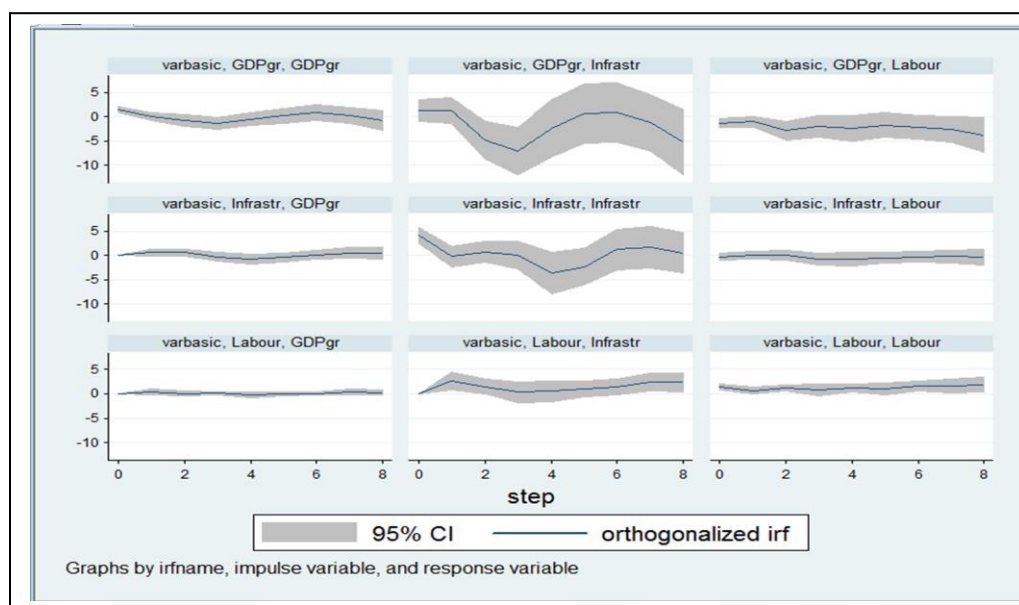 varbasic, GDPgr, GDPgr
varbasic, GDPgr, Infrastr
varbasic, GDPgr, Labour
5
0
-5
-10
varbasic, Infrastr, GDPgr
varbasic, Infrastr, Infrastr
varbasic, Infrastr, Labour
5
0
-5
-10
varbasic, Labour, GDPgr
varbasic, Labour, Infrastr
varbasic, Labour, Labour
5
0
-5
-10
0 2 4 6 8
0 2 4 6 8
0 2 4 6 8
step
95% CI
orthogonalized irf
Graphs by irfname, impulse variable, and response variable